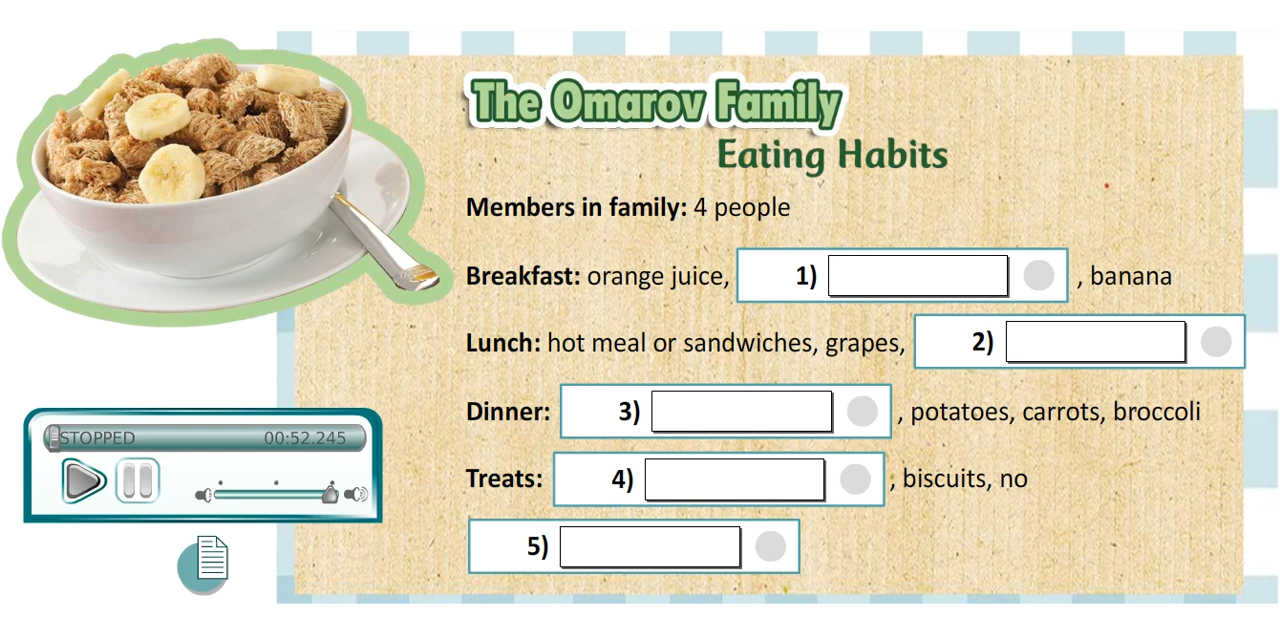 The Omarov Family
Eating Habits
Members in family: 4 people
Breakfast: orange juice, 1) , banana
Lunch: hot meal or sandwiches, grapes, 2)
Dinner: 3) , potatoes, carrots, broccoli
STOPPED 00:52.245
Treats: 4) , biscuits, no
5)